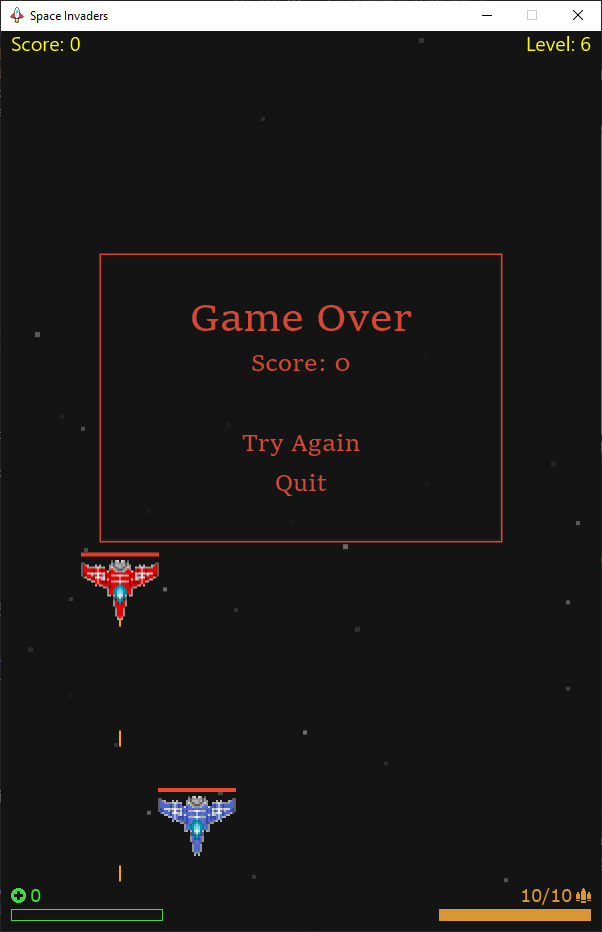 Space Invaders
Score: 0
Level: 6
Game Over
Score: 0
Try Again
Quit
0
10/10